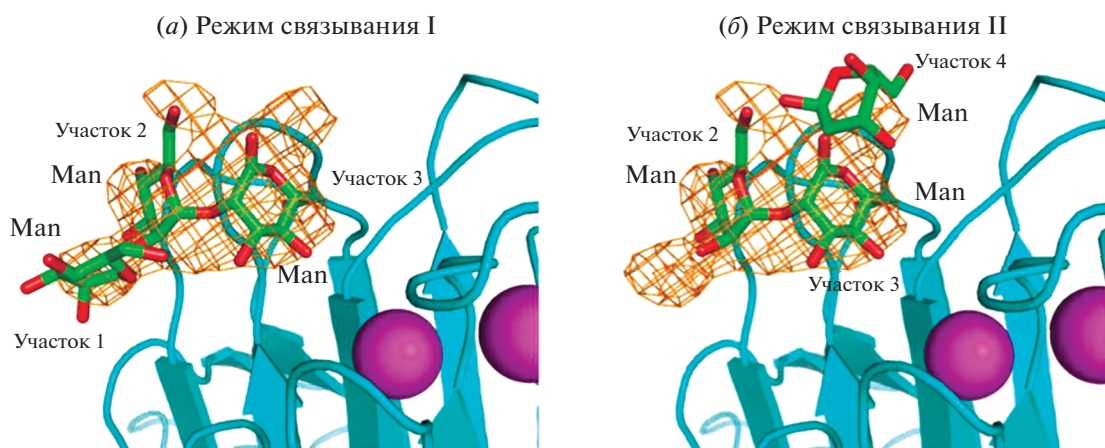 (а) Режим связывания I
Участок 2
Man
Участок 3
Man
Man
Участок 1
(б) Режим связывания II
Участок 4
Man
Участок 2
Man
Man
Участок 3